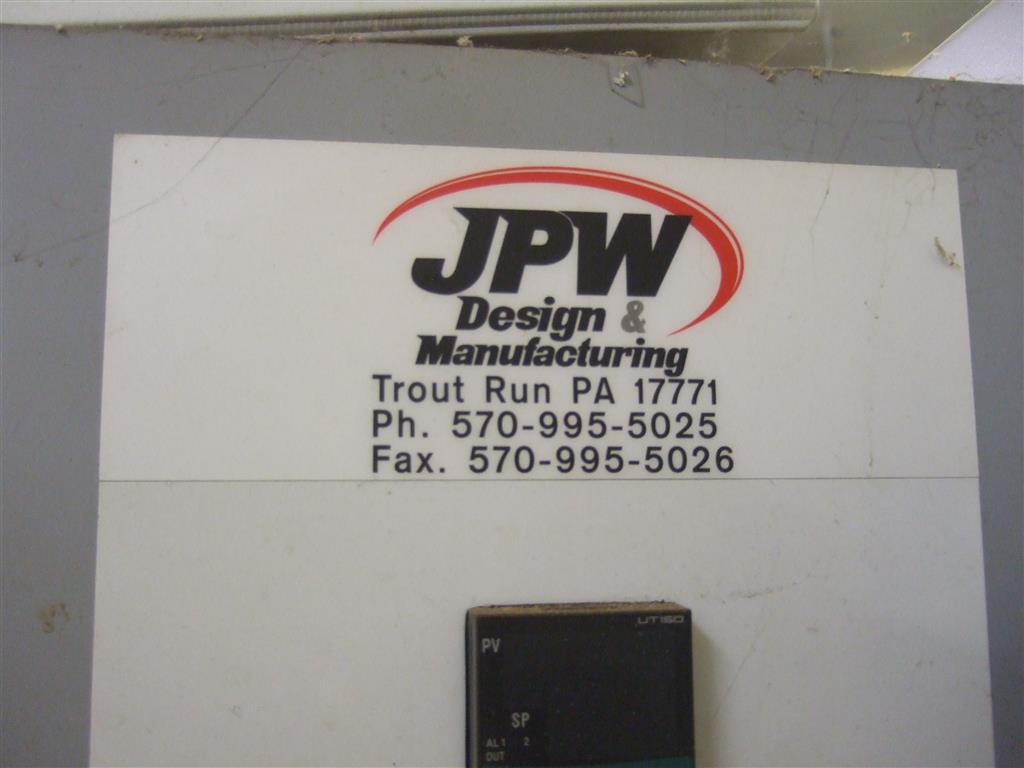 JPW
Design &
Manufacturing
Trout Run PA 17771
Ph. 570-995-5025
Fax. 570-995-5026
UT150
PV
SP
AL1 2
OUT